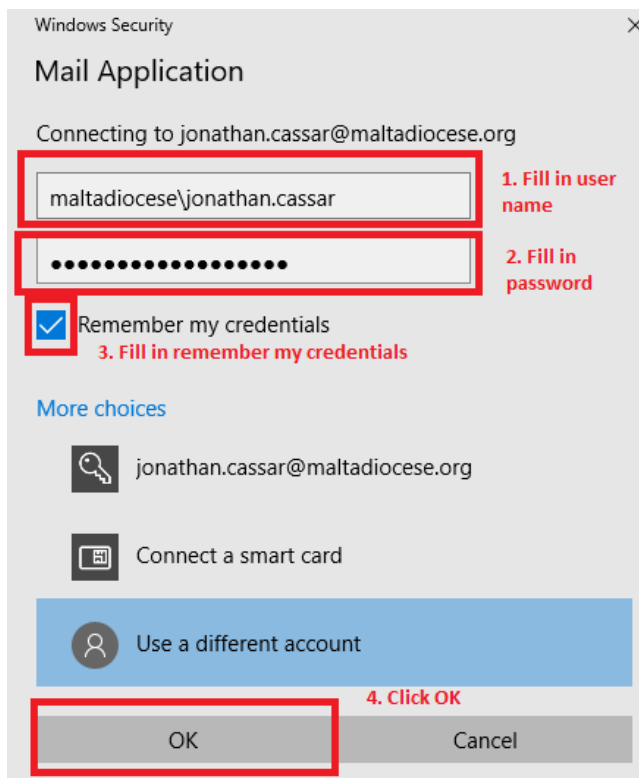 Windows Security
Mail Application
Connecting to jonathan.cassar@maltadiocese.org
maltadiocese\jonathan.cassar
1. Fill in user
name
••••••••••••••••••
2. Fill in
password
Remember my credentials
3. Fill in remember my credentials
More choices
jonathan.cassar@maltadiocese.org
Connect a smart card
Use a different account
4. Click OK
OK
Cancel